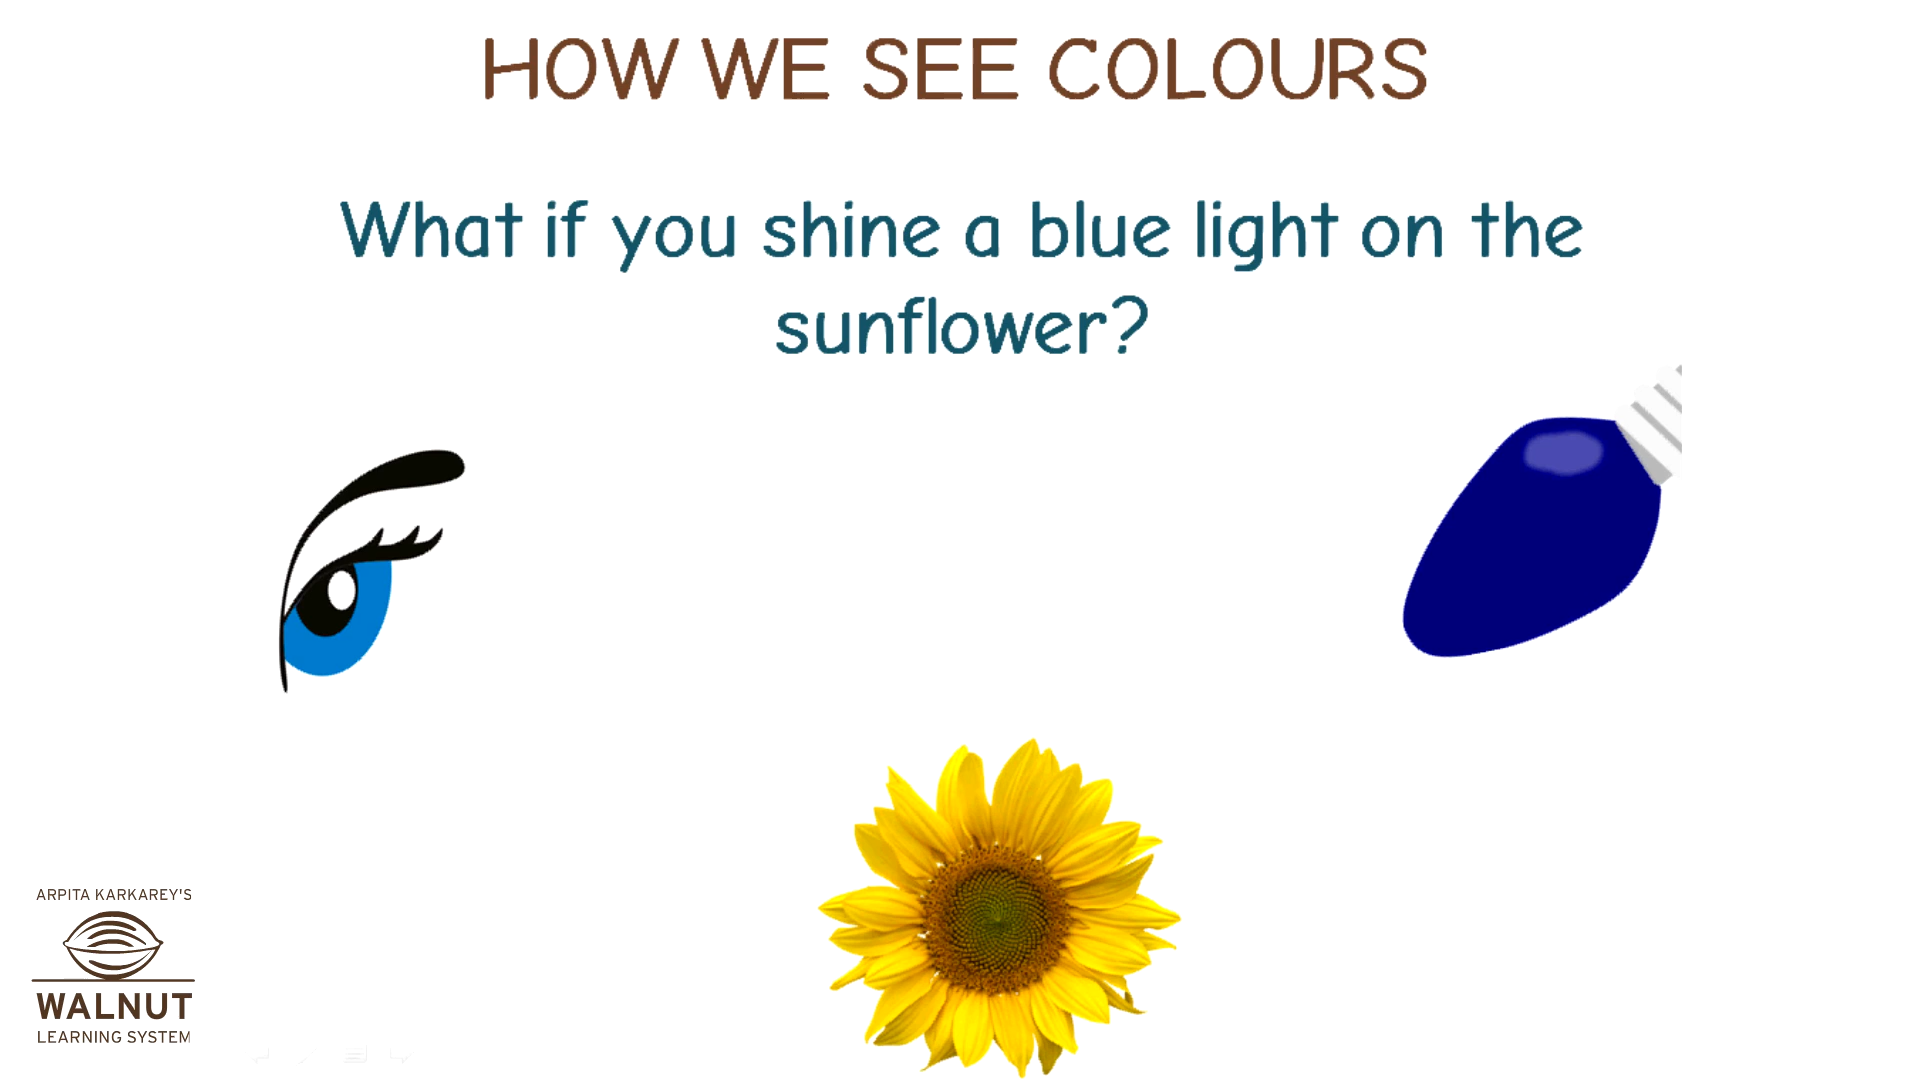 HOW WE SEE COLOURS
What if you shine a blue light on the
sunflower?
ARPITA KARKAREY'S
WALNUT
LEARNING SYSTEM